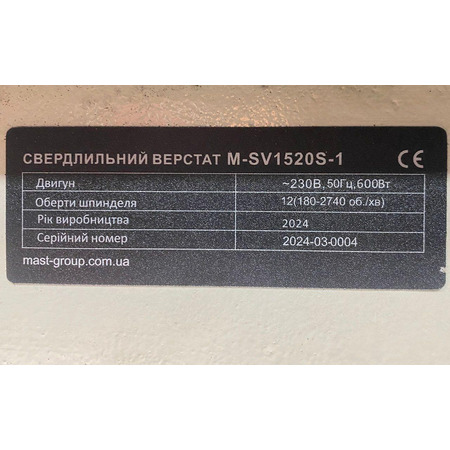 СВЕРДЛИЛЬНИЙ ВЕРСТАТ M-SV1520S-1 CE
Двигун ~230В, 50Гц, 600Вт
Оберти шпинделя 12(180-2740 об./хв)
Рік виробництва 2024
Серійний номер 2024-03-0004
mast-group.com.ua